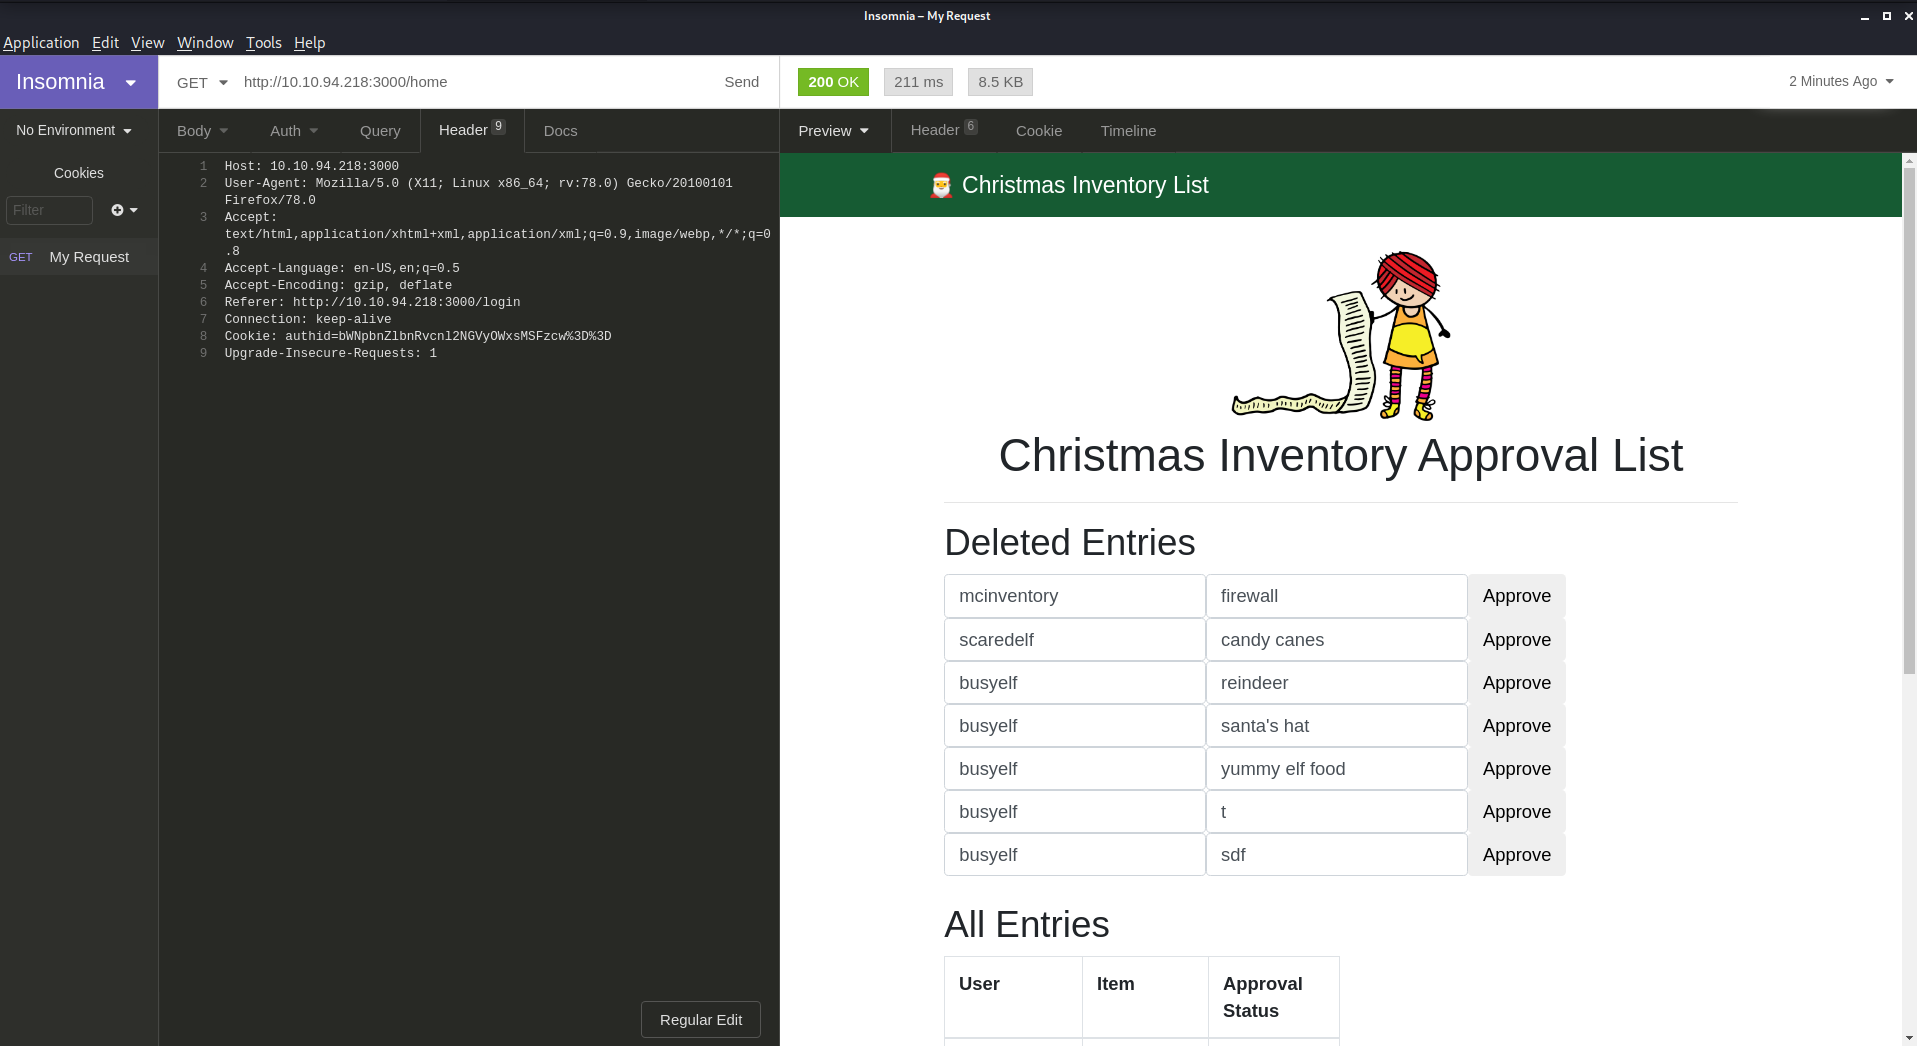 Insomnia – My Request
Application Edit View Window Tools Help
Insomnia
GET http://10.10.94.218:3000/home Send
200 OK 211 ms 8.5 KB 2 Minutes Ago
No Environment
Cookies
Filter
GET My Request
Body Auth Query Header 9 Docs
1 Host: 10.10.94.218:3000
2 User-Agent: Mozilla/5.0 (X11; Linux x86_64; rv:78.0) Gecko/20100101
Firefox/78.0
3 Accept:
text/html,application/xhtml+xml,application/xml;q=0.9,image/webp,*/*;q=0
.8
4 Accept-Language: en-US,en;q=0.5
5 Accept-Encoding: gzip, deflate
6 Referer: http://10.10.94.218:3000/login
7 Connection: keep-alive
8 Cookie: authid=bWNpbnZlbnRvcnl2NGVyOWxsMSFzcw%3D%3D
9 Upgrade-Insecure-Requests: 1
Regular Edit
Preview Header 6 Cookie Timeline
Christmas Inventory List
Christmas Inventory Approval List
Deleted Entries
mcinventory firewall Approve
scaredelf candy canes Approve
busyelf reindeer Approve
busyelf santa's hat Approve
busyelf yummy elf food Approve
busyelf t Approve
busyelf sdf Approve
All Entries
User Item Approval
Status